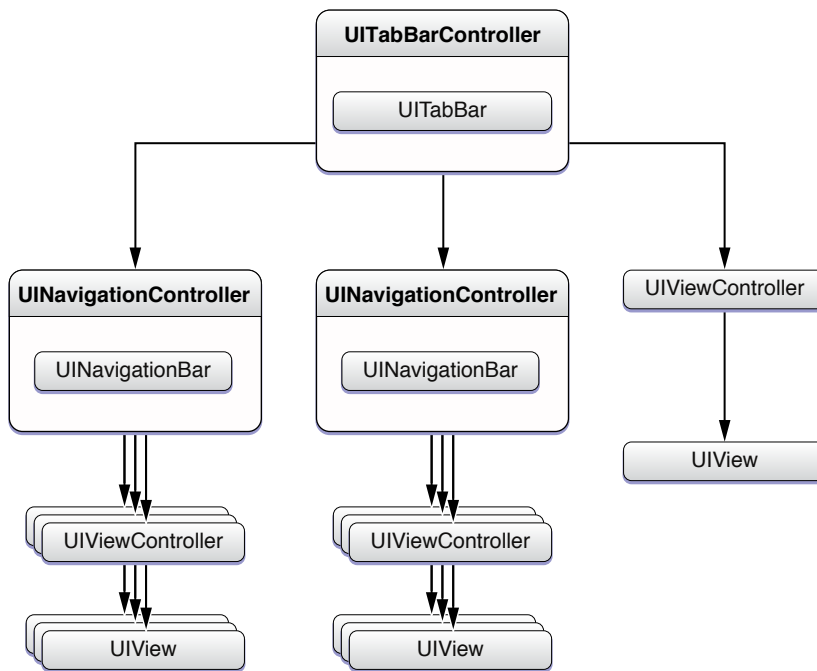 UITabBarController
UITabBar
UINavigationController
UINavigationController
UIViewController
UINavigationBar
UINavigationBar
UIView
UIViewController
UIViewController
UIView
UIView